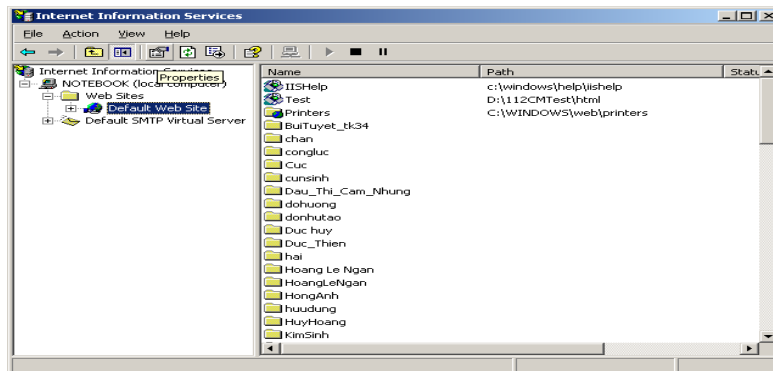 Internet Information Services
File Action View Help
Internet Information Services
Properties
NOTEBOOK (local computer)
Web Sites
Default Web Site
Default SMTP Virtual Server
Name Path
IISHelp c:\windows\help\iishelp
Test D:\112CMTest\html
Printers C:\WINDOWS\web\printers
BuiTuyet_tk34
chan
congluc
Cuc
cunsinh
Dau_Thi_Cam_Nhung
dohuong
donhutao
Duc huy
Duc_Thien
hai
Hoang Le Ngan
HoangLeNgan
HongAnh
huudung
HuyHoang
KimSinh